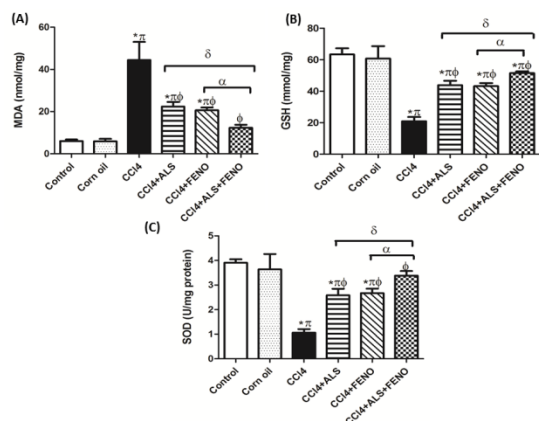 (A)
MDA (nmol/mg)
60
40
20
0
*π
*πϕ
*πϕ
ϕ
δ
α
Control
Corn oil
CCl4
CCl4+ALS
CCl4+FENO
CCl4+ALS+FENO
(B)
GSH (nmol/mg)
80
60
40
20
0
*π
*πϕ
*πϕ
*πϕ
δ
α
Control
Corn oil
CCl4
CCl4+ALS
CCl4+FENO
CCl4+ALS+FENO
(C)
SOD (U/mg protein)
5
4
3
2
1
0
*π
*πϕ
*πϕ
ϕ
δ
α
Control
Corn oil
CCl4
CCl4+ALS
CCl4+FENO
CCl4+ALS+FENO